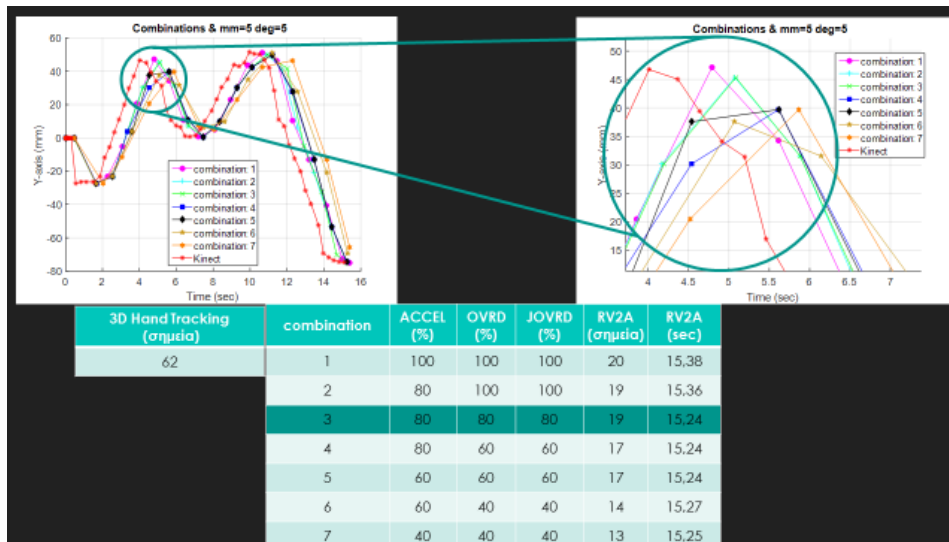 Combinations & mm=5 deg=5
60
40
20
0
-20
-40
-60
-80
Y-axis (mm)
0 2 4 6 8 10 12 14 16
Time (sec)
combination: 1
combination: 2
combination: 3
combination: 4
combination: 5
combination: 6
combination: 7
Kinect
Combinations & mm=5 deg=5
50
45
40
35
30
25
20
15
Y-axis (mm)
4 4.5 5 5.5 6 6.5 7
Time (sec)
combination: 1
combination: 2
combination: 3
combination: 4
combination: 5
combination: 6
combination: 7
Kinect
3D Hand Tracking
(σημεία)
62
combination ACCEL (%) OVRD (%) JOVRD (%) RV2A (σημεία) RV2A (sec)
1 100 100 100 20 15,38
2 80 100 100 19 15,36
3 80 80 80 19 15,24
4 80 60 60 17 15,24
5 60 60 60 17 15,24
6 60 40 40 14 15,27
7 40 40 40 13 15,25